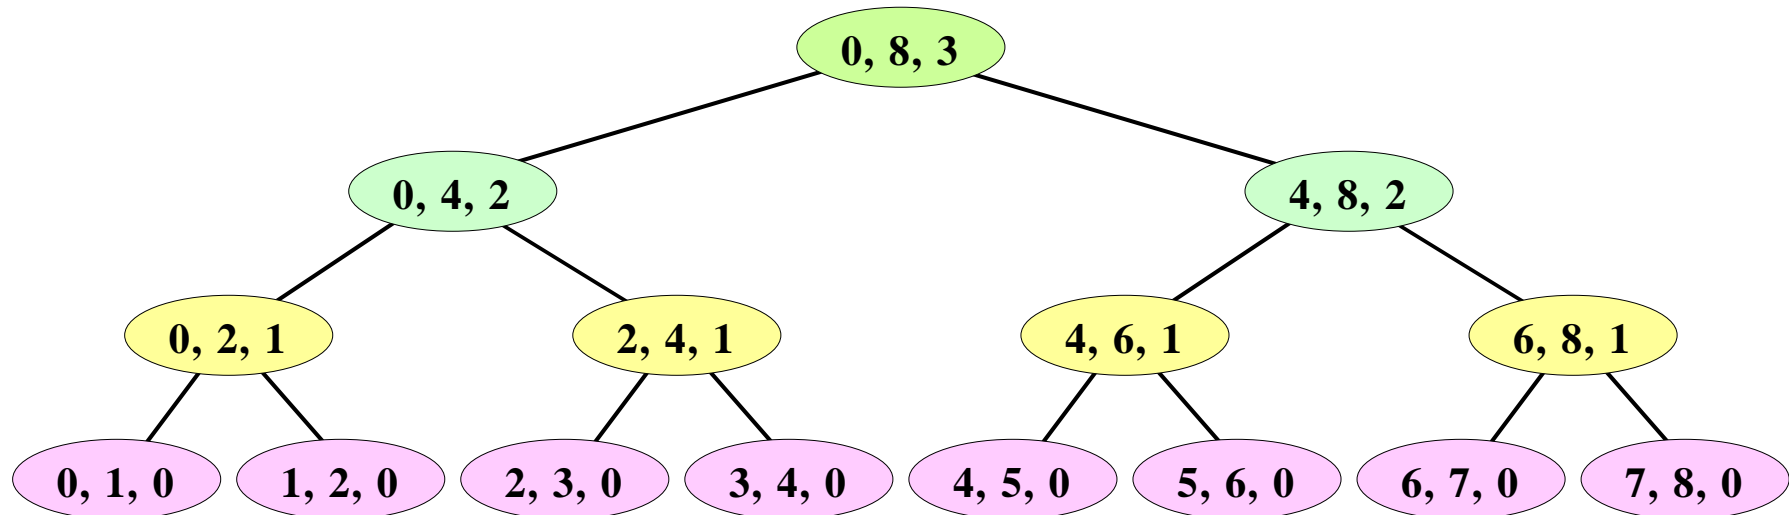 0, 8, 3
0, 4, 2
4, 8, 2
0, 2, 1
2, 4, 1
4, 6, 1
6, 8, 1
0, 1, 0
1, 2, 0
2, 3, 0
3, 4, 0
4, 5, 0
5, 6, 0
6, 7, 0
7, 8, 0